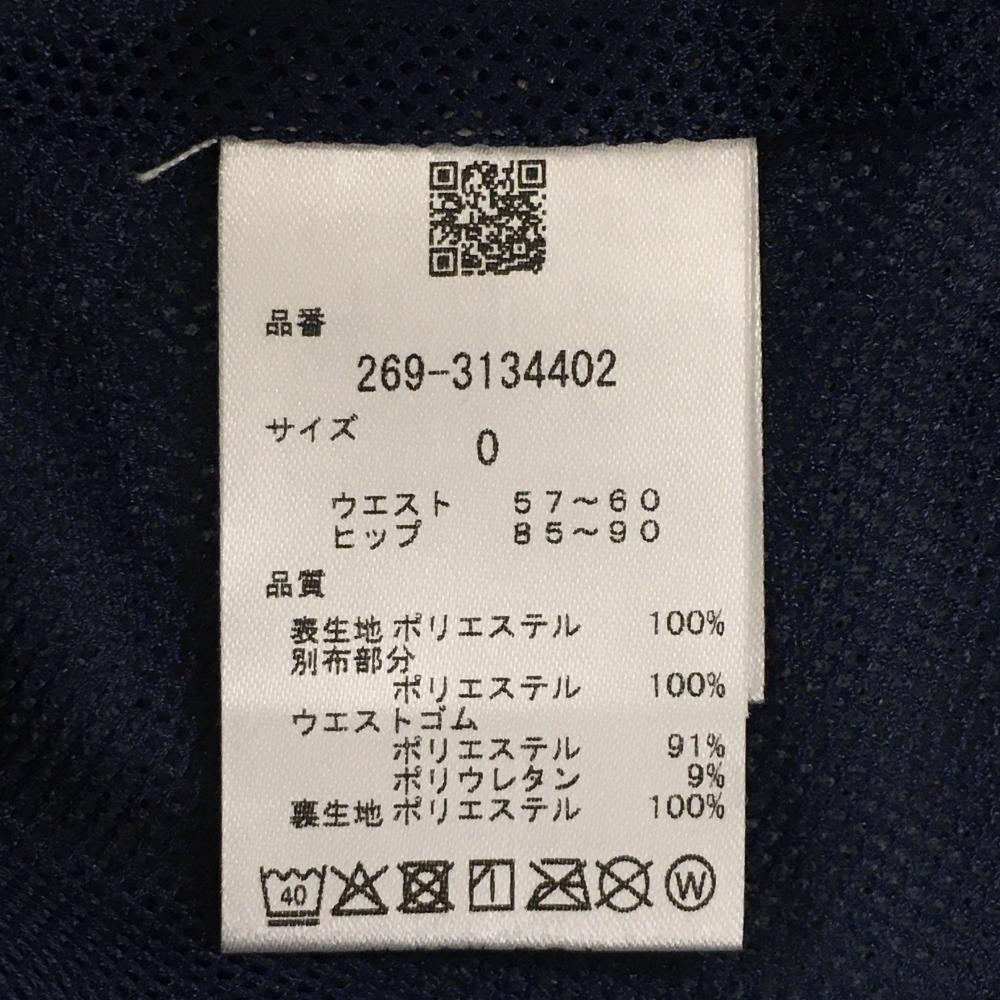 品番
269-3134402
サイズ
0
ウエスト 57~60
ヒップ 85~90
品質
表生地 ポリエステル 100%
別布部分
ポリエステル 100%
ウエストゴム
ポリエステル 91%
ポリウレタン 9%
裏生地 ポリエステル 100%
40 W